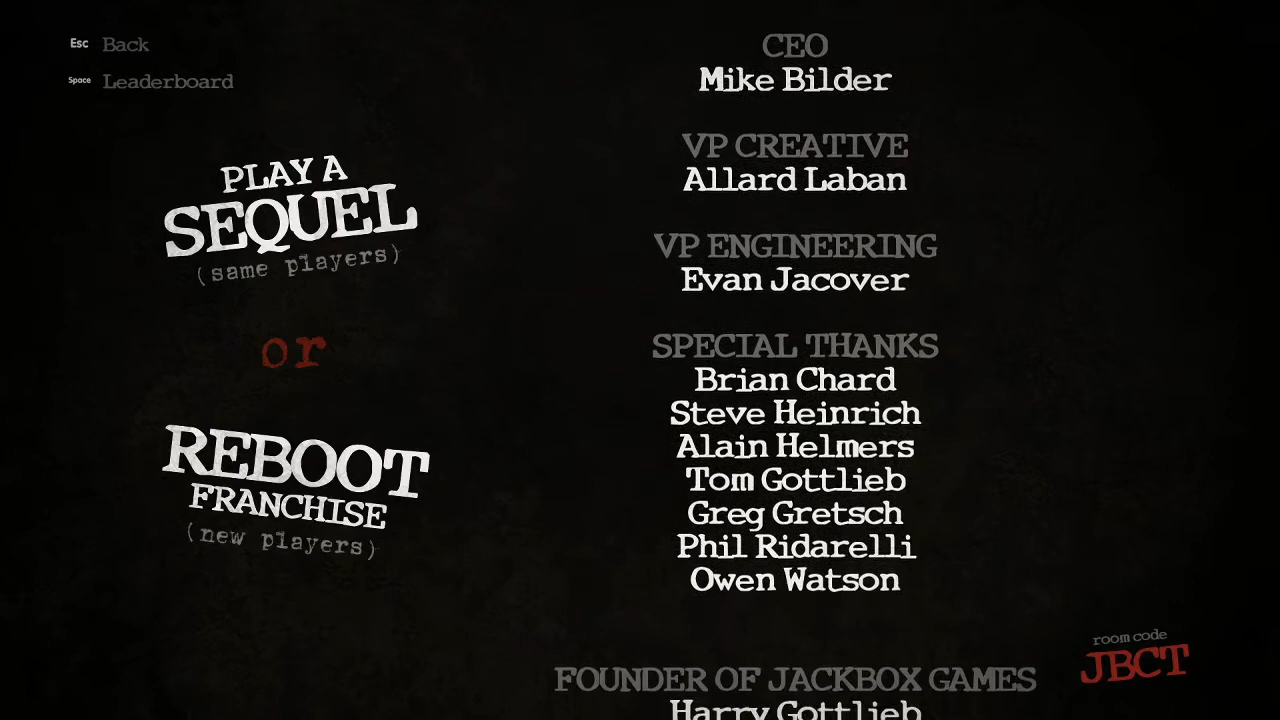 Esc Back
Space Leaderboard
PLAY A
SEQUEL
(same players)
or
REBOOT
FRANCHISE
(new players)
CEO
Mike Bilder
VP CREATIVE
Allard Laban
VP ENGINEERING
Evan Jacover
SPECIAL THANKS
Brian Chard
Steve Heinrich
Alain Helmers
Tom Gottlieb
Greg Gretsch
Phil Ridarelli
Owen Watson
FOUNDER OF JACKBOX GAMES
Harry Gottlieb
room code
JBCT